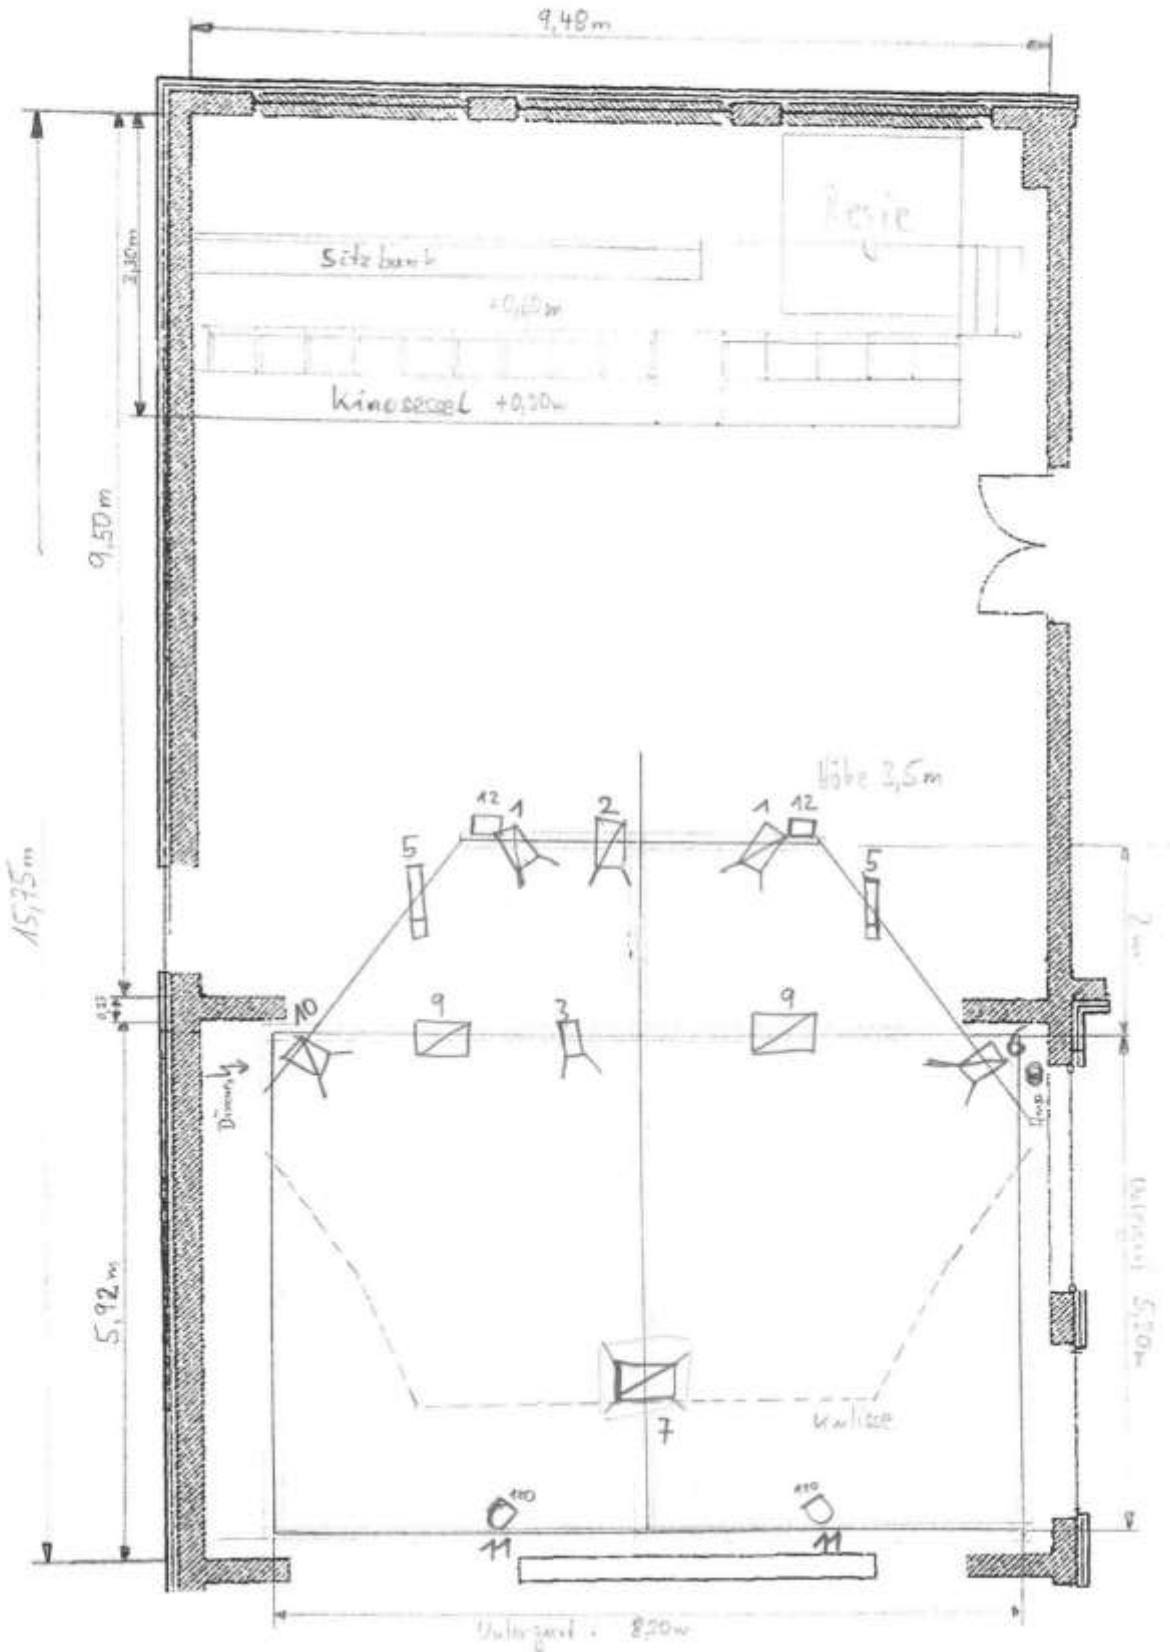 9,48m
Regie
Sitzbank
+0,60m
Kinosessel +0,30m
9,50m
15,75m
Höhe 3,5m
12
1
2
1
12
5
5
2m
10
9
3
9
6
5,92m
Kulisse
7
11
11
8,20m